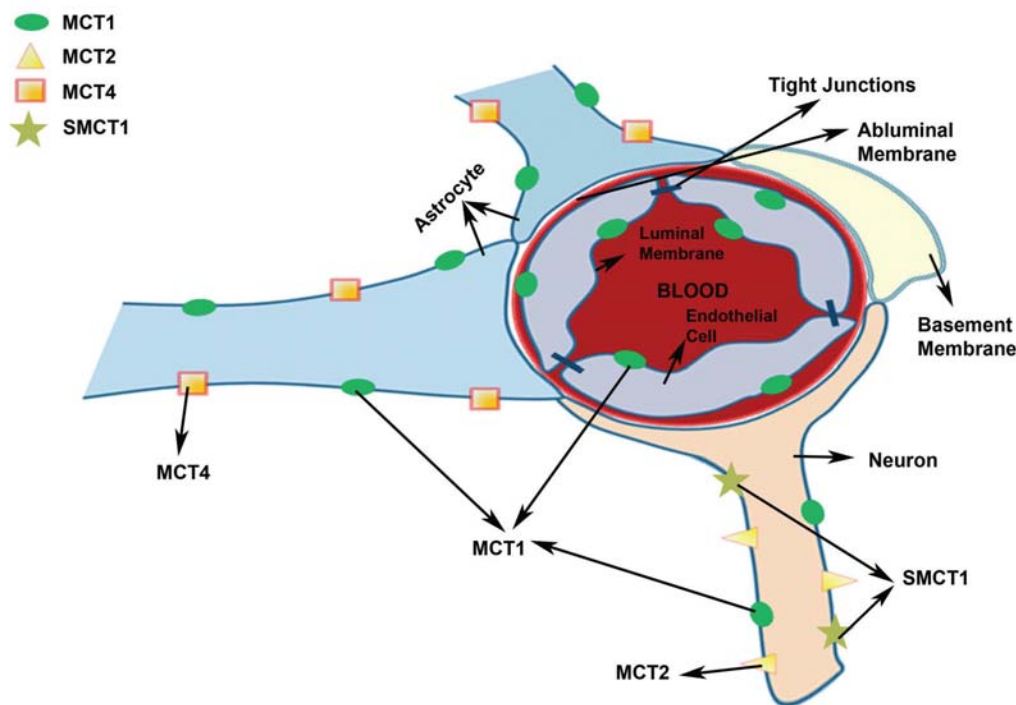 MCT1
MCT2
MCT4
SMCT1
Tight Junctions
Abluminal
Membrane
Astrocyte
Luminal
Membrane
BLOOD
Endothelial
Cell
Basement
Membrane
Neuron
MCT4
MCT1
SMCT1
MCT2